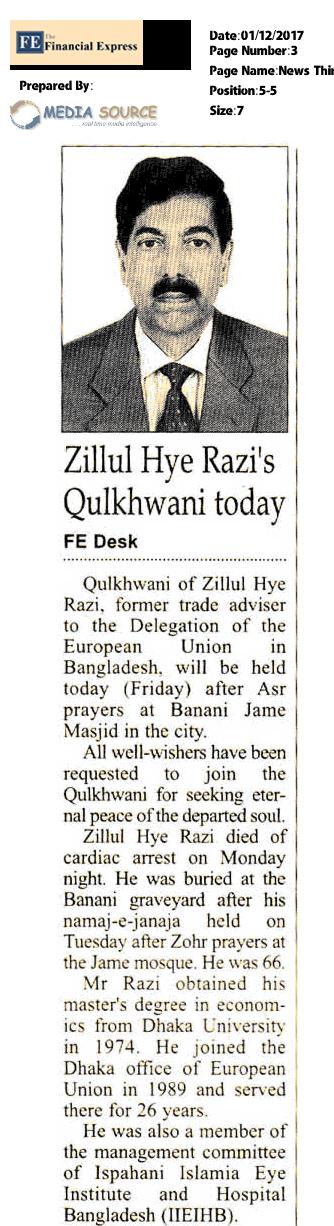 FE The
Financial Express
Date:01/12/2017
Page Number:3
Page Name:News Thir
Position:5-5
Size:7
Prepared By:
MEDIA SOURCE
.....real time media intelligence
Zillul Hye Razi's
Qulkhwani today
FE Desk
Qulkhwani of Zillul Hye
Razi, former trade adviser
to the Delegation of the
European Union in
Bangladesh, will be held
today (Friday) after Asr
prayers at Banani Jame
Masjid in the city.
All well-wishers have been
requested to join the
Qulkhwani for seeking eter-
nal peace of the departed soul.
Zillul Hye Razi died of
cardiac arrest on Monday
night. He was buried at the
Banani graveyard after his
namaj-e-janaja held on
Tuesday after Zohr prayers at
the Jame mosque. He was 66.
Mr Razi obtained his
master's degree in econom-
ics from Dhaka University
in 1974. He joined the
Dhaka office of European
Union in 1989 and served
there for 26 years.
He was also a member of
the management committee
of Ispahani Islamia Eye
Institute and Hospital
Bangladesh (IIEIHB).